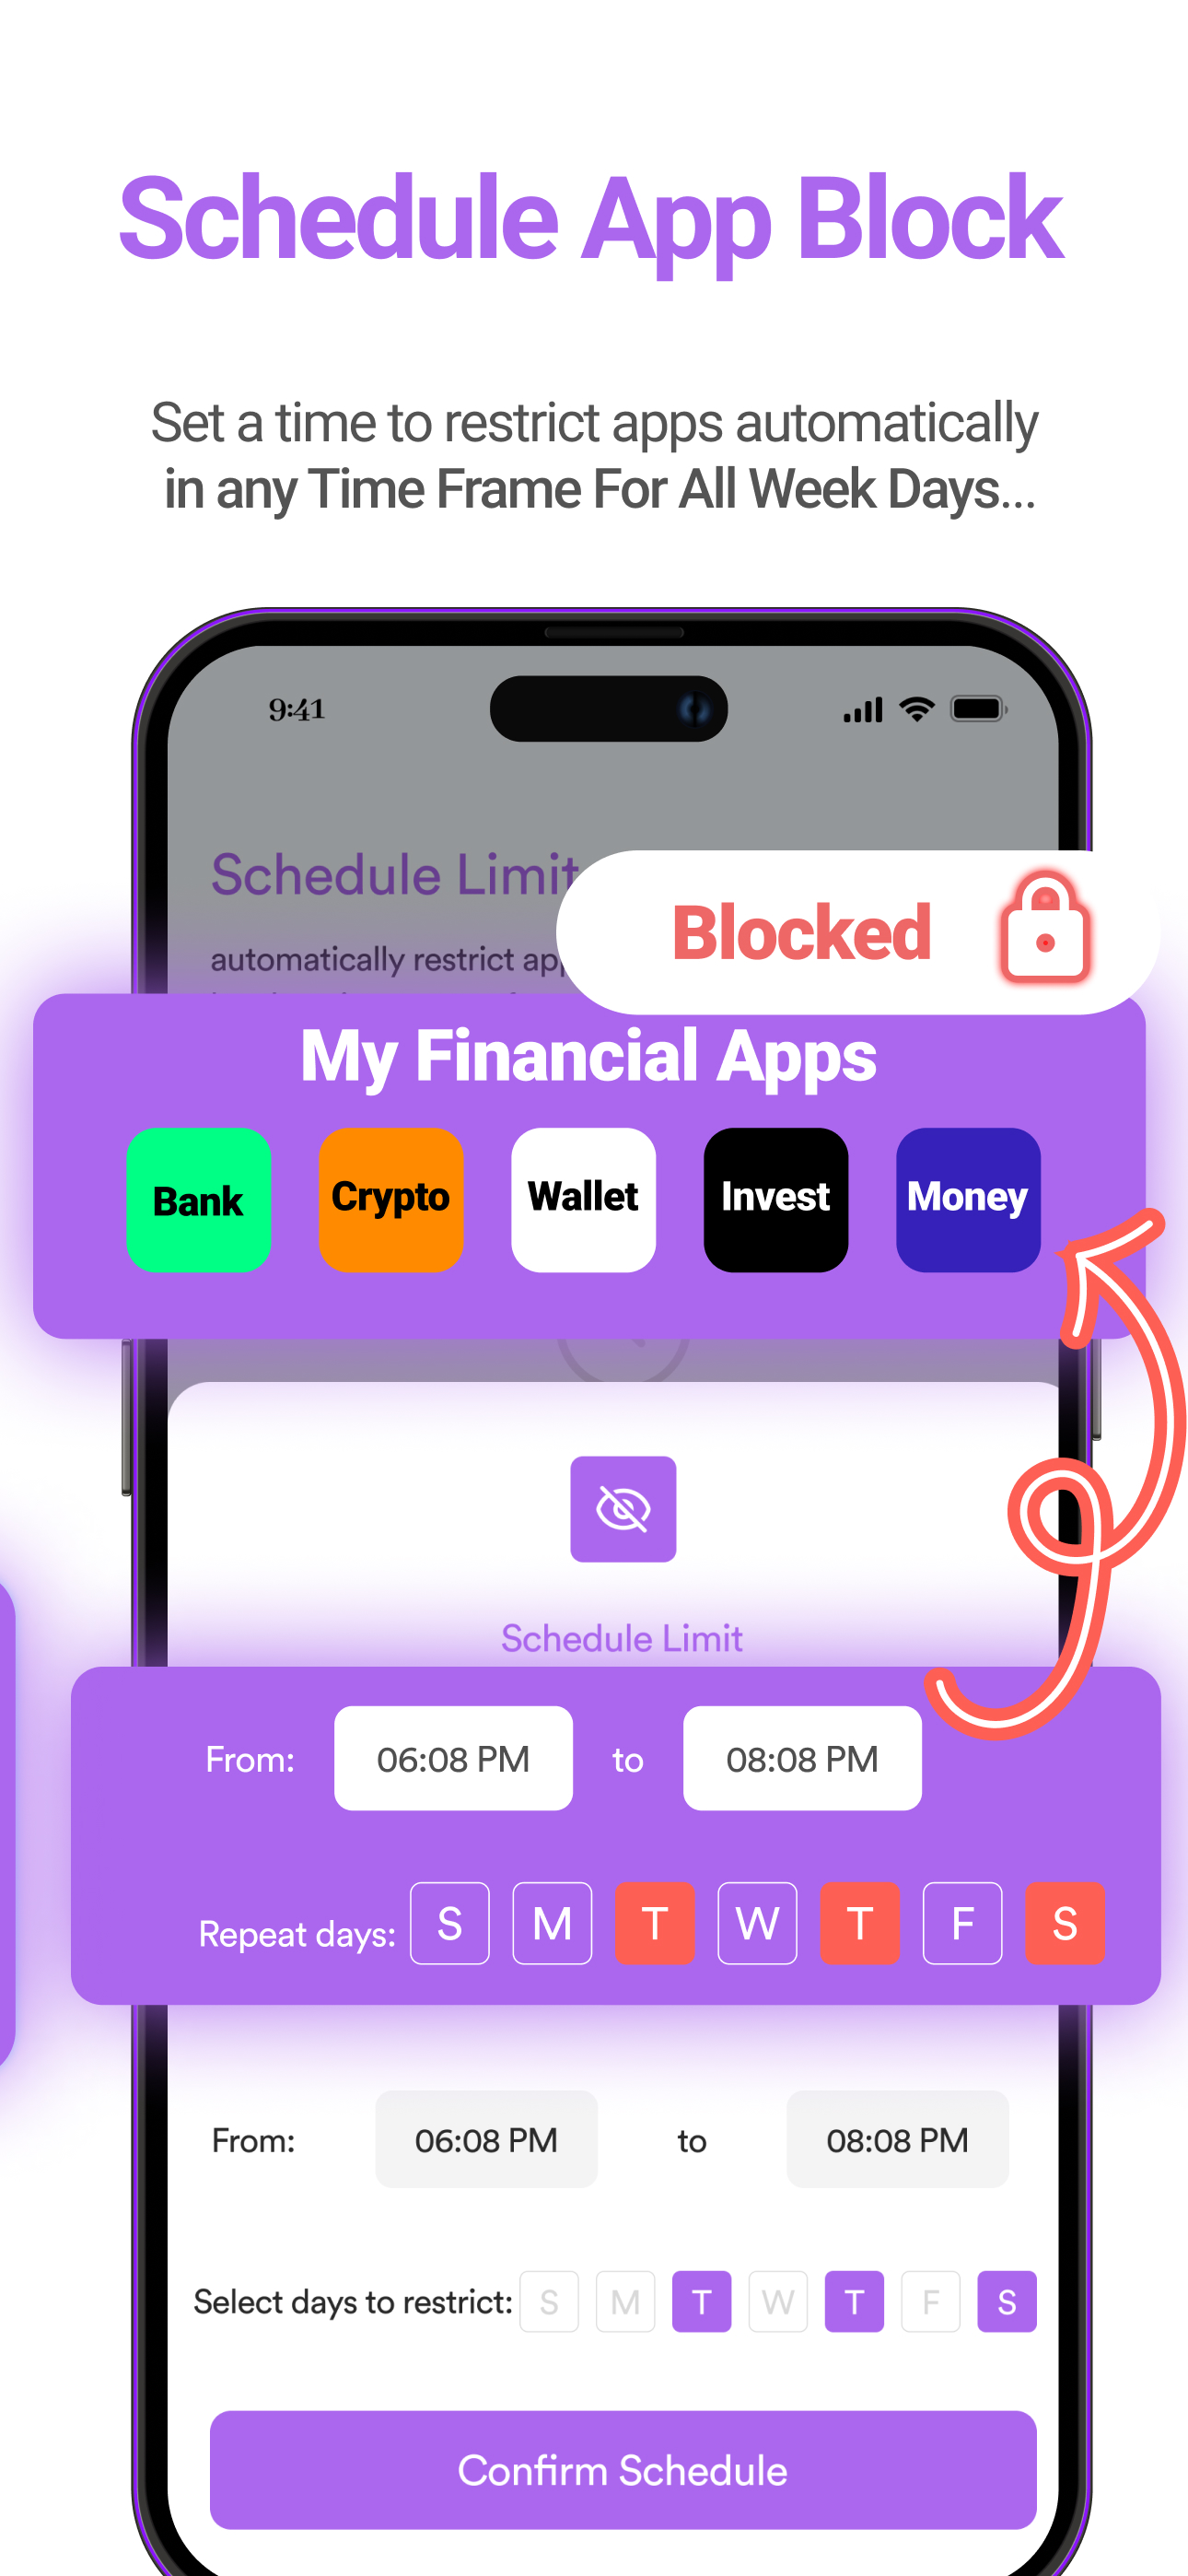 Schedule App Block
Set a time to restrict apps automatically
in any Time Frame For All Week Days...
9:41
Schedule Limit
automatically restrict
Blocked
My Financial Apps
Bank Crypto Wallet Invest Money
Schedule Limit
From: 06:08 PM to 08:08 PM
Repeat days: S M T W T F S
From: 06:08 PM to 08:08 PM
Select days to restrict: S M T W T F S
Confirm Schedule